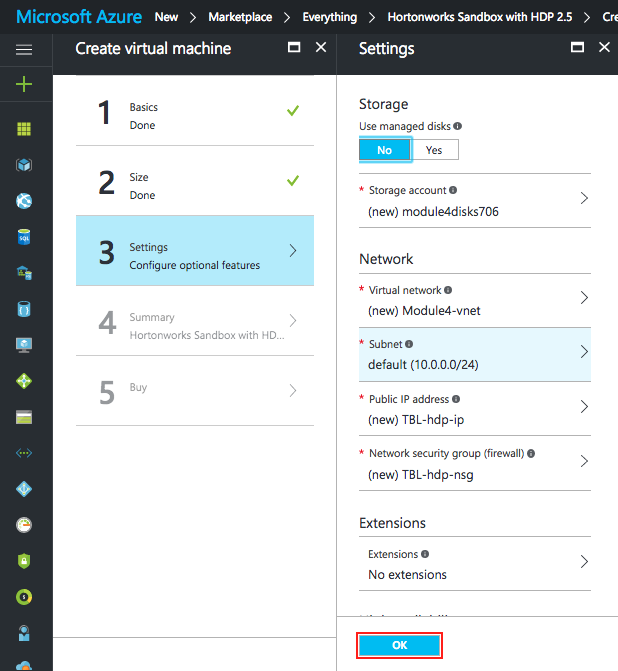 Microsoft Azure New > Marketplace > Everything > Hortonworks Sandbox with HDP 2.5 > Cre
Create virtual machine
1 Basics
Done
2 Size
Done
3 Settings
Configure optional features
4 Summary
Hortonworks Sandbox with HD...
5 Buy
Settings
Storage
Use managed disks
No Yes
* Storage account
(new) module4disks706
Network
* Virtual network
(new) Module4-vnet
* Subnet
default (10.0.0.0/24)
* Public IP address
(new) TBL-hdp-ip
* Network security group (firewall)
(new) TBL-hdp-nsg
Extensions
Extensions
No extensions
OK
SQL